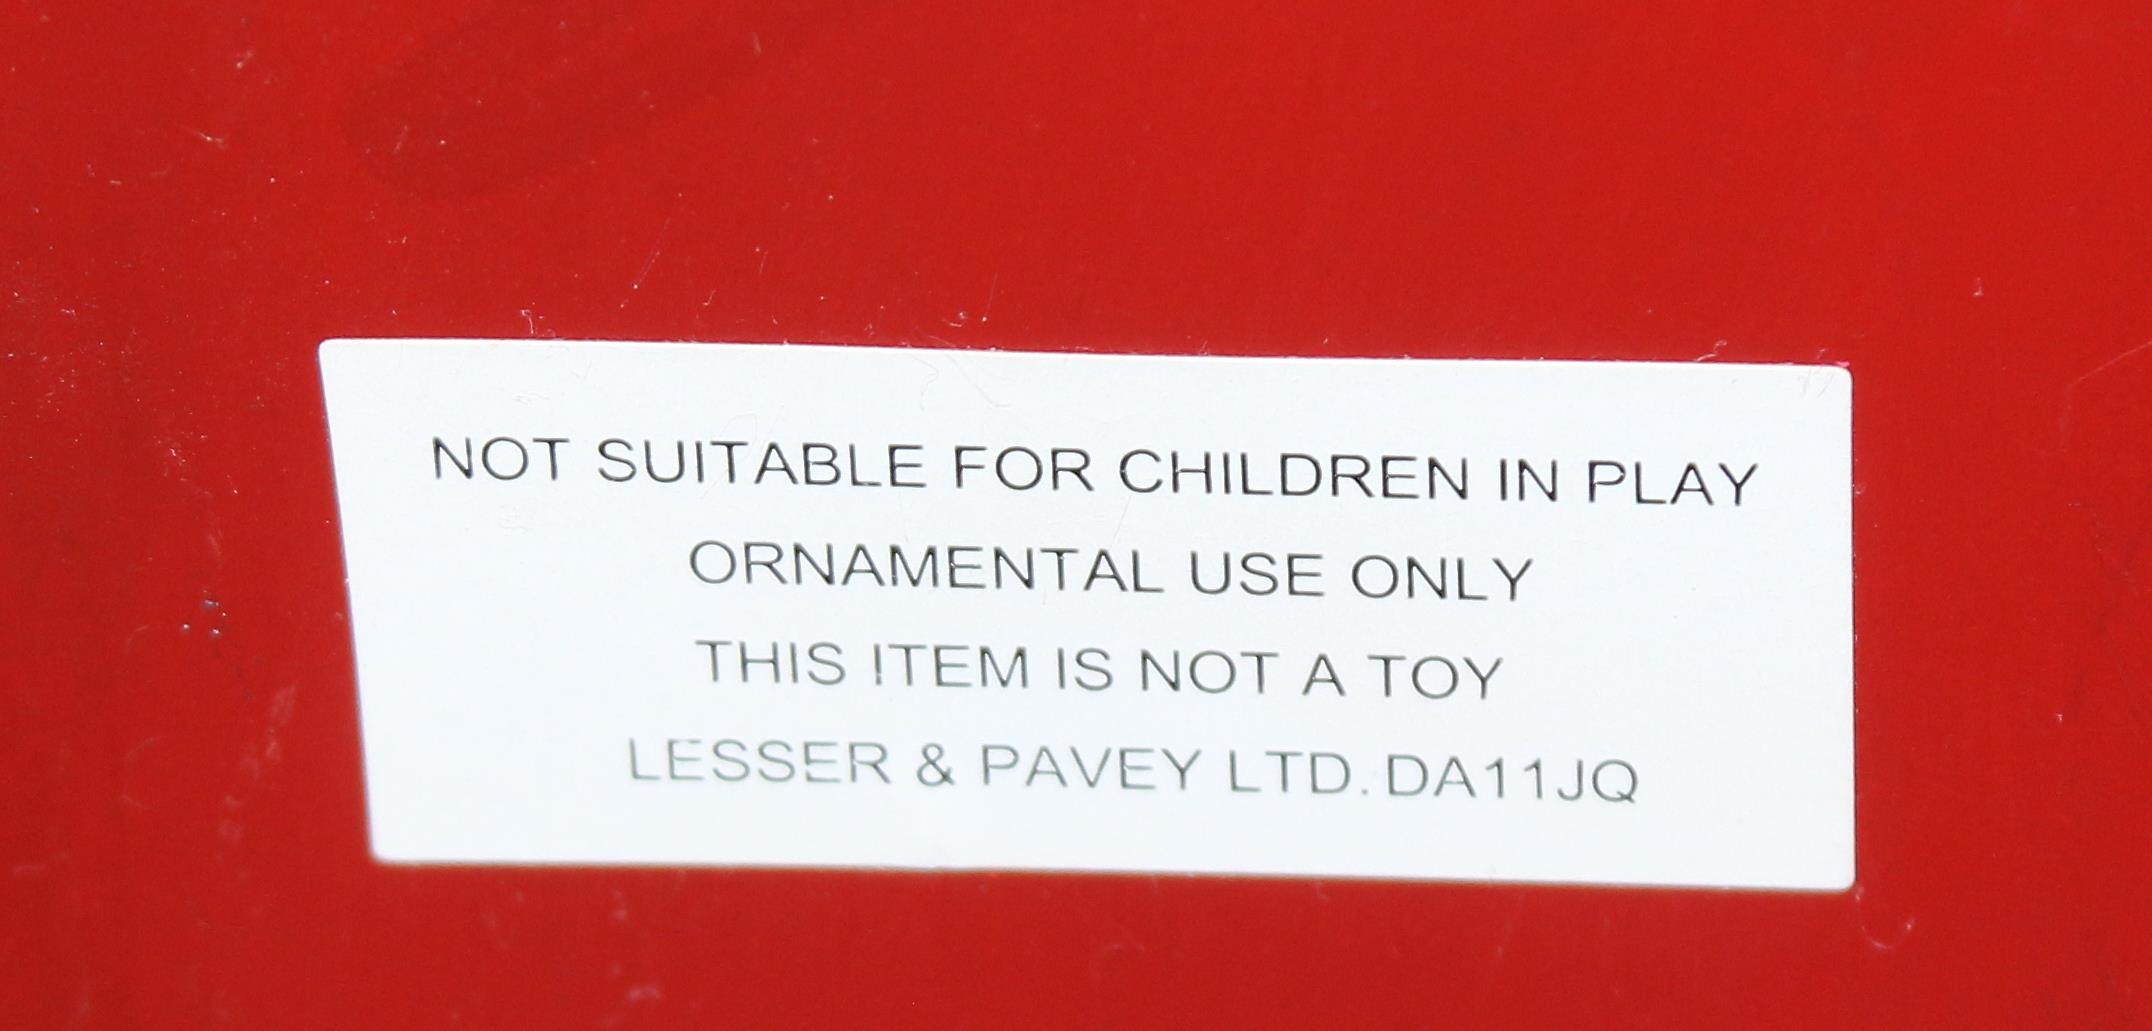 NOT SUITABLE FOR CHILDREN IN PLAY
ORNAMENTAL USE ONLY
THIS ITEM IS NOT A TOY
LESSER & PAVEY LTD.DA11JQ